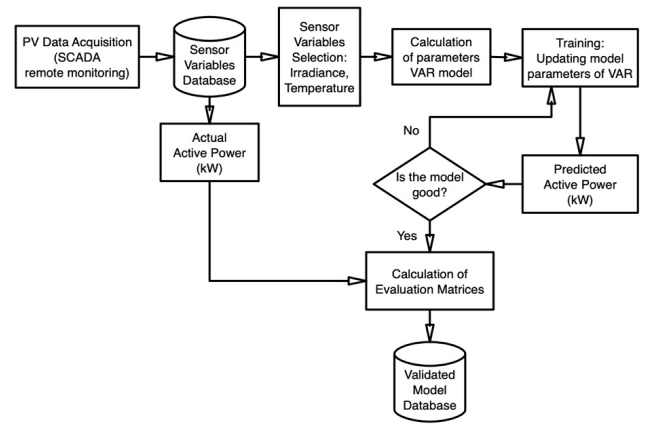 PV Data Acquisition
(SCADA
remote monitoring)
Sensor
Variables
Database
Sensor
Variables
Selection:
Irradiance,
Temperature
Calculation
of parameters
VAR model
Training:
Updating model
parameters of VAR
Actual
Active Power
(kW)
No
Is the model
good?
Predicted
Active Power
(kW)
Yes
Calculation of
Evaluation Matrices
Validated
Model
Database